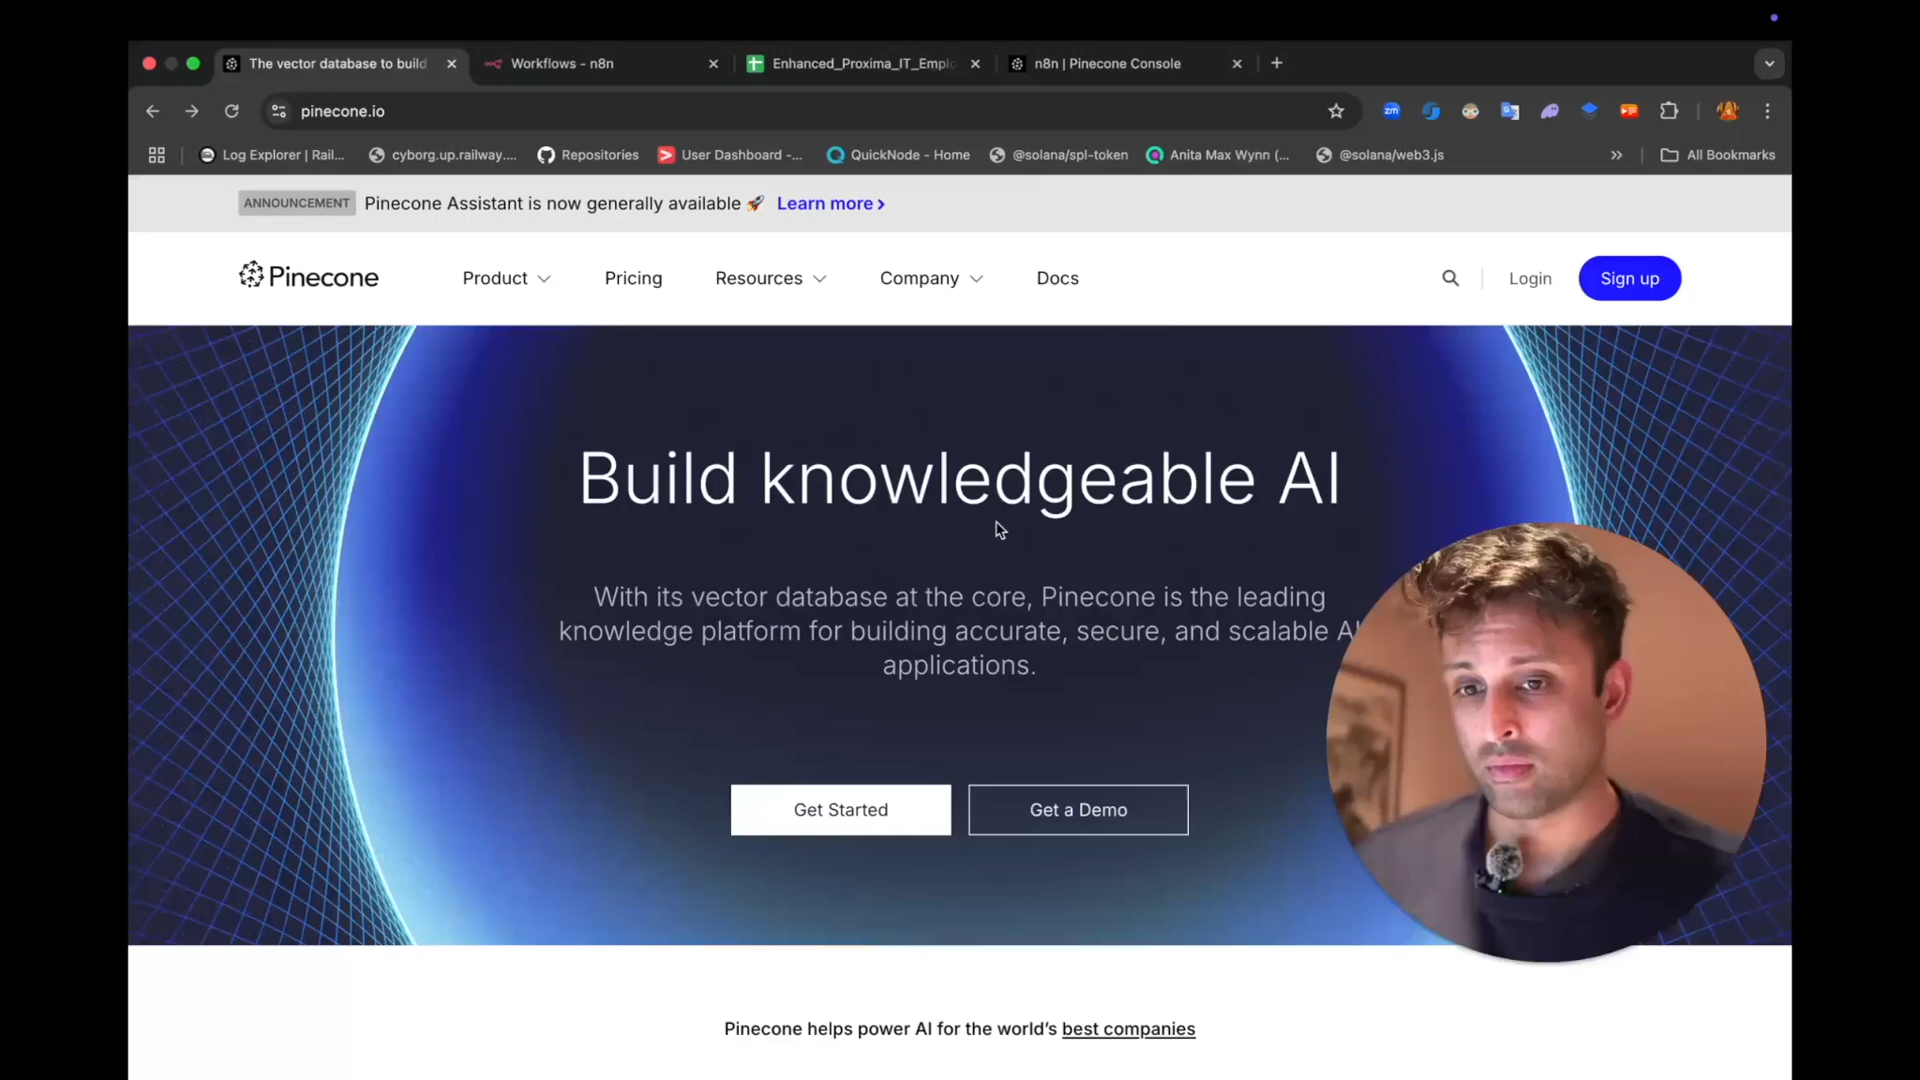 The vector database to build
Workflows - n8n
Enhanced_Proxima_IT_Emplo
n8n | Pinecone Console
pinecone.io
zm
Log Explorer | Rail...
cyborg.up.railway....
Repositories
User Dashboard -...
QuickNode - Home
@solana/spl-token
Anita Max Wynn (...
@solana/web3.js
All Bookmarks
ANNOUNCEMENT Pinecone Assistant is now generally available 🚀 Learn more >
Pinecone
Product
Pricing
Resources
Company
Docs
Login
Sign up
Build knowledgeable AI
With its vector database at the core, Pinecone is the leading
knowledge platform for building accurate, secure, and scalable AI
applications.
Get Started
Get a Demo
Pinecone helps power AI for the world's best companies